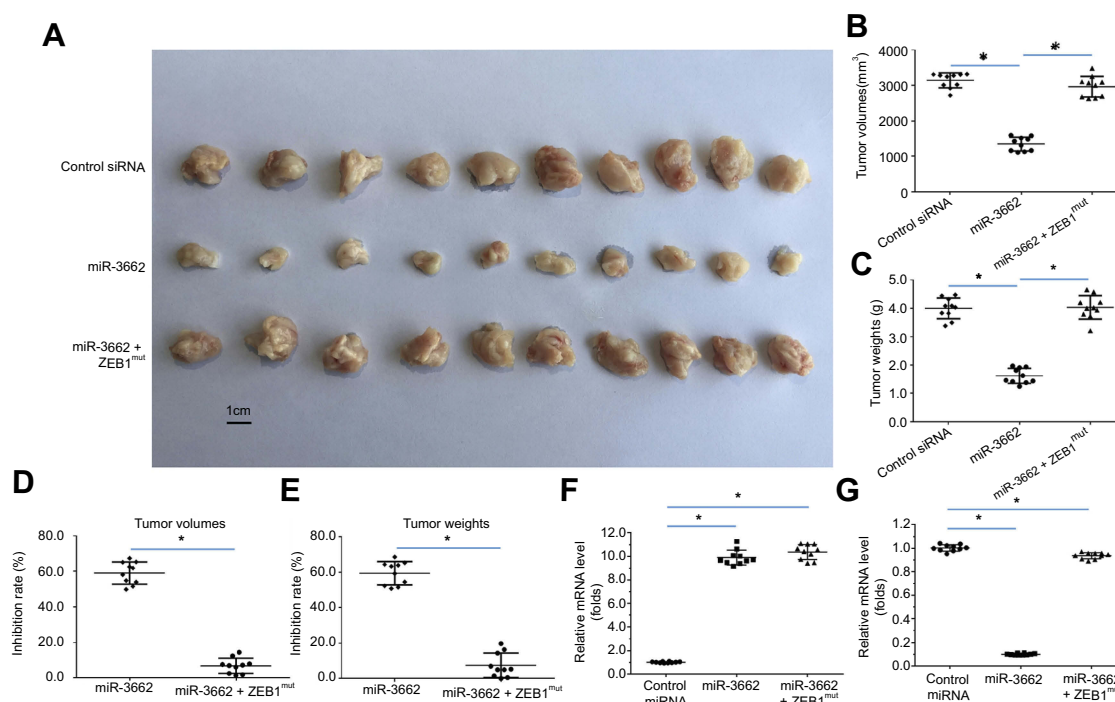 A
Control siRNA
miR-3662
miR-3662 +
ZEB1mut
1cm
B
Tumor volumes(mm3
4000
3000
2000
1000
0
*
*
Control siRNA
miR-3662
miR-3662 + ZEB1mut
C
Tumor weights (g)
5.0
4.0
3.0
2.0
1.0
0.0
*
*
Control siRNA
miR-3662
miR-3662 + ZEB1mut
D
Tumor volumes
Inhibition rate (%)
80.0
60.0
40.0
20.0
0.0
*
miR-3662
miR-3662 + ZEB1mut
E
Tumor weights
Inhibition rate (%)
80.0
60.0
40.0
20.0
0.0
*
miR-3662
miR-3662 + ZEB1mut
F
Relative mRNA level
(folds)
12.0
10.0
8.0
6.0
4.0
2.0
0.0
*
*
Control
miRNA
miR-3662
miR-3662
+ ZEB1mut
G
Relative mRNA level
(folds)
1.2
1.0
0.8
0.6
0.4
0.2
0.0
*
*
Control
miRNA
miR-3662
miR-3662
+ ZEB1mut